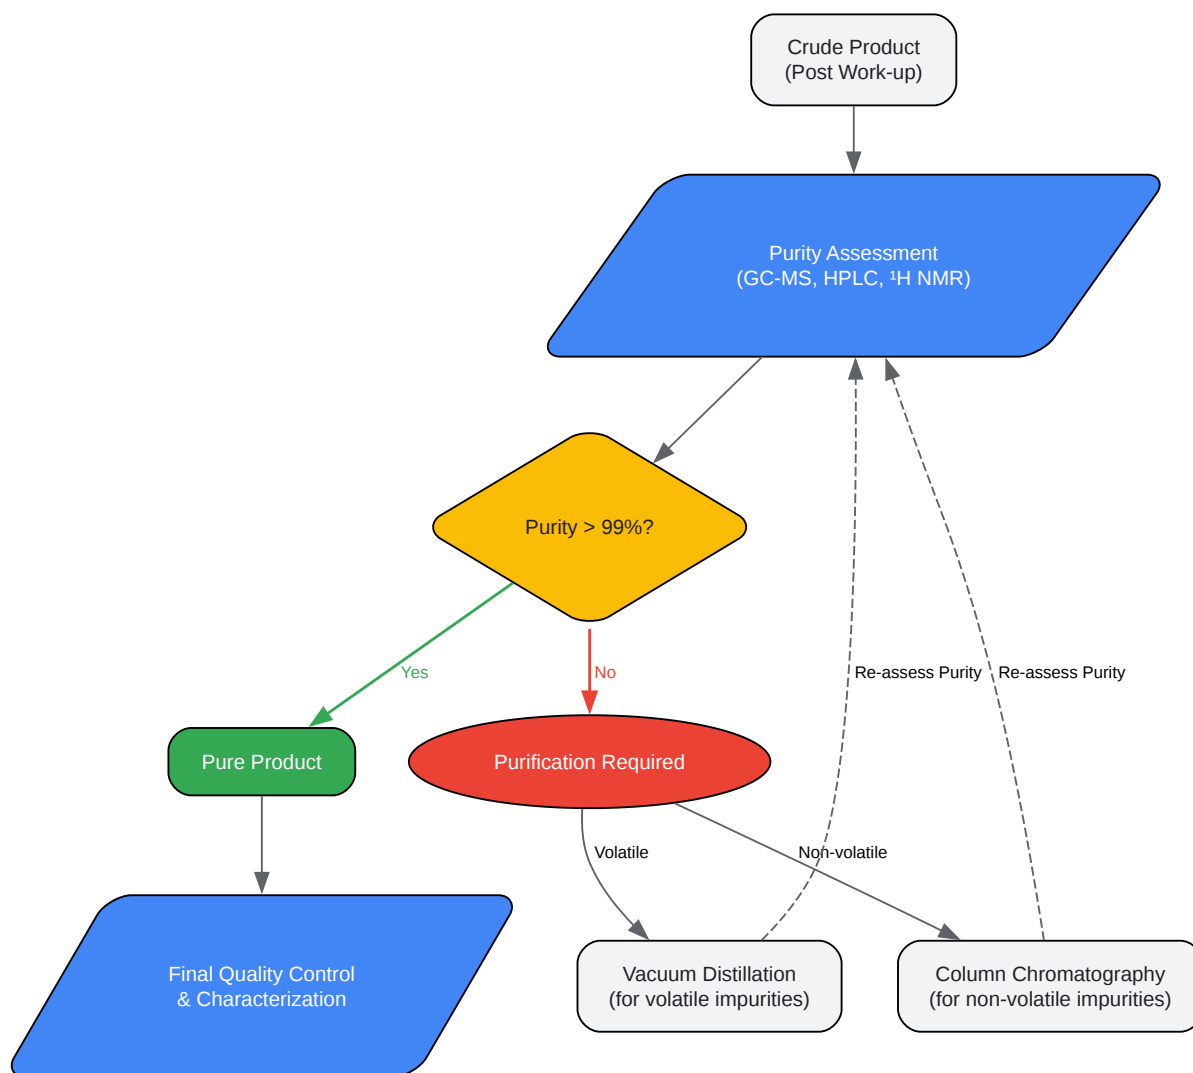 Crude Product
(Post Work-up)
Purity Assessment
(GC-MS, HPLC, ¹H NMR)
Purity > 99%?
Yes
No
Re-assess Purity
Re-assess Purity
Pure Product
Purification Required
Volatile
Non-volatile
Final Quality Control
& Characterization
Vacuum Distillation
(for volatile impurities)
Column Chromatography
(for non-volatile impurities)